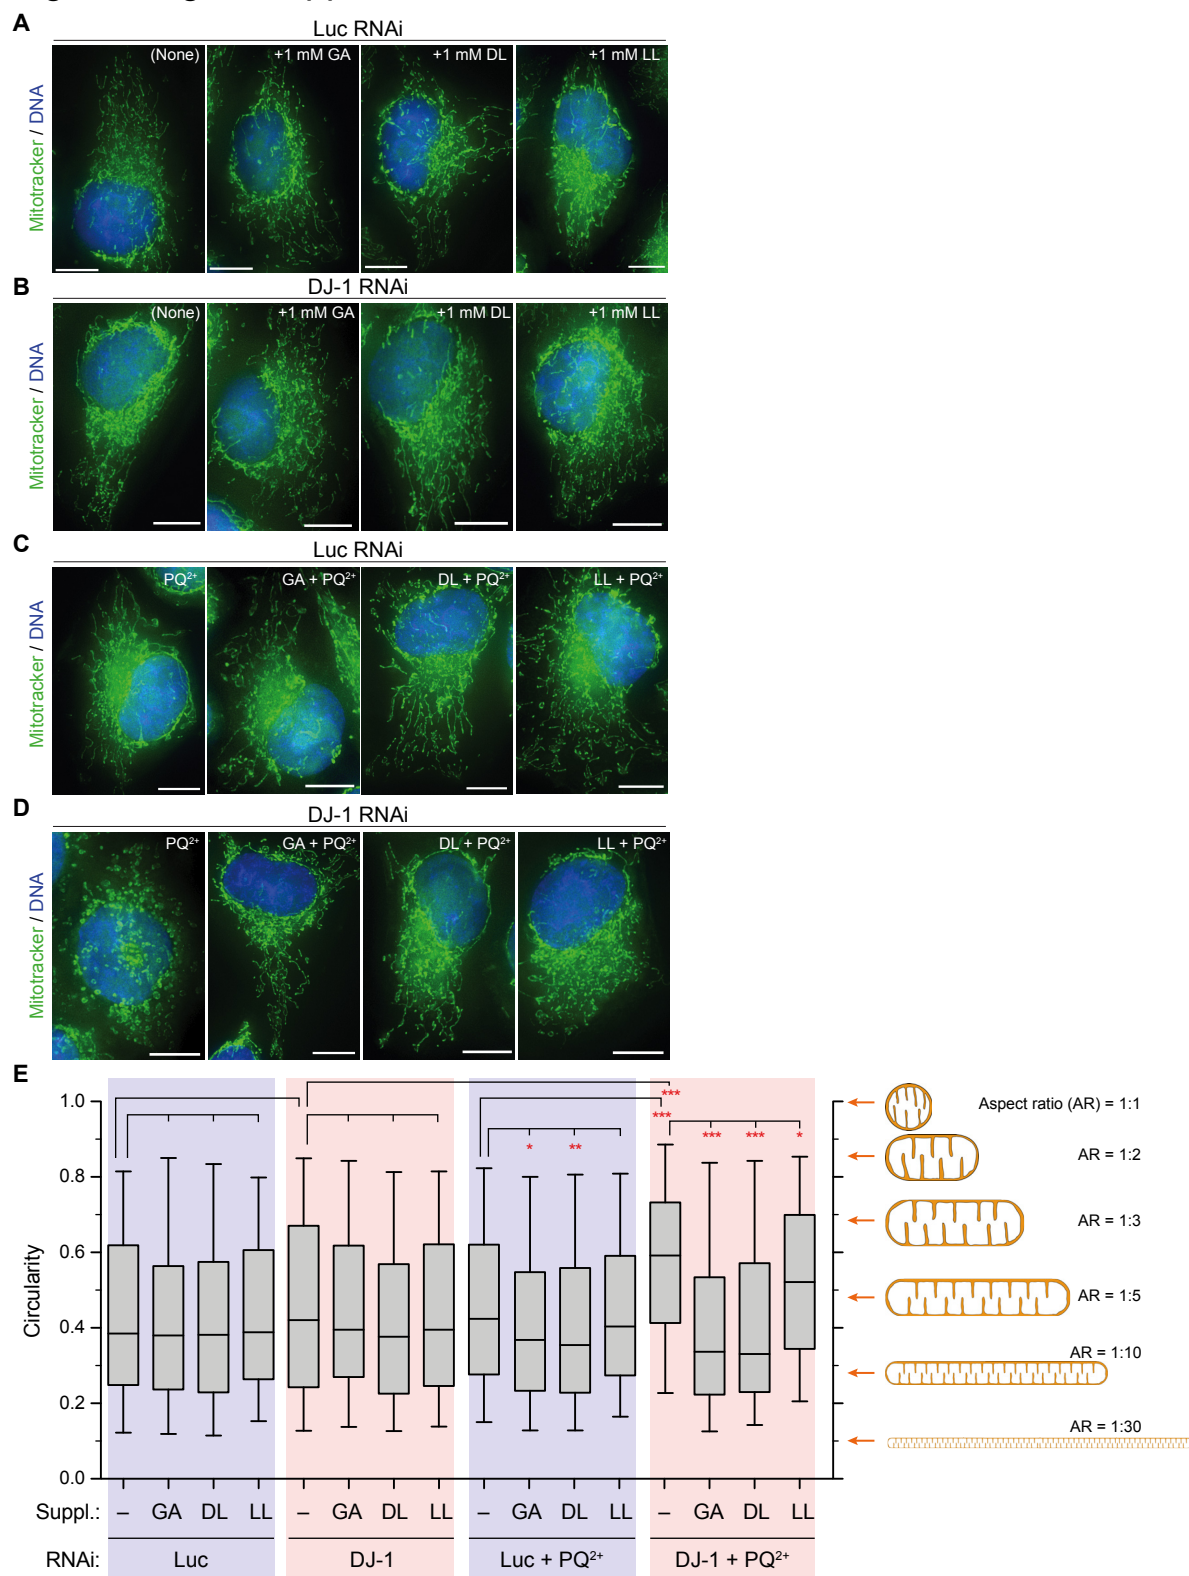 A
Luc RNAi
Mitotracker / DNA
(None)
+1 mM GA
+1 mM DL
+1 mM LL
B
DJ-1 RNAi
Mitotracker / DNA
(None)
+1 mM GA
+1 mM DL
+1 mM LL
C
Luc RNAi
Mitotracker / DNA
PQ²⁺
GA + PQ²⁺
DL + PQ²⁺
LL + PQ²⁺
D
DJ-1 RNAi
Mitotracker / DNA
PQ²⁺
GA + PQ²⁺
DL + PQ²⁺
LL + PQ²⁺
E
Circularity
1.0
0.8
0.6
0.4
0.2
0.0
* ** *** *** *** *** *
Aspect ratio (AR) = 1:1
AR = 1:2
AR = 1:3
AR = 1:5
AR = 1:10
AR = 1:30
Suppl.: – GA DL LL – GA DL LL – GA DL LL – GA DL LL
RNAi: Luc DJ-1 Luc + PQ²⁺ DJ-1 + PQ²⁺